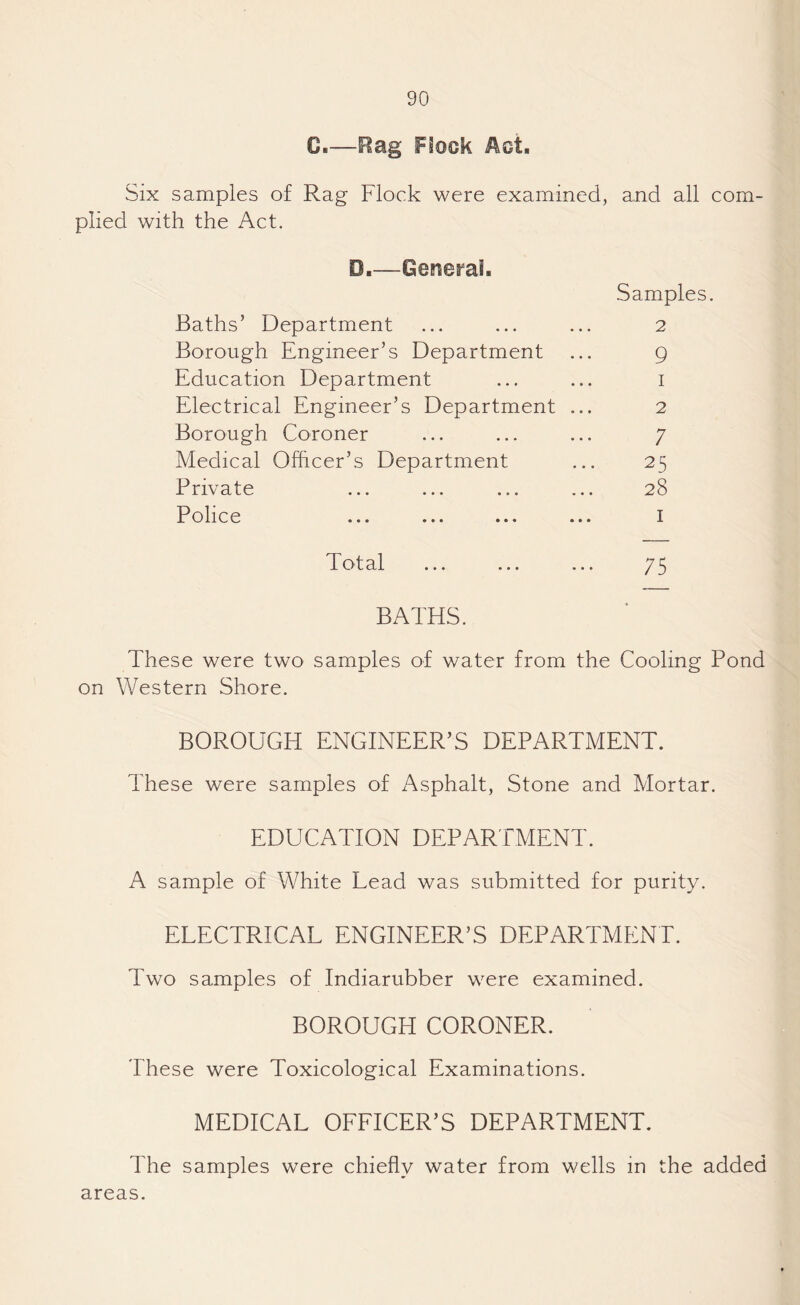 90
C.—Rag Flock Act.
Six samples of Rag Flock were examined, and all com-
plied with the Act.
D.—General.
Samples.
Baths’ Department ... ... ... 2
Borough Engineer’s Department ... 9
Education Department ... ... 1
Electrical Engineer’s Department ... 2
Borough Coroner ... ... ... 7
Medical Officer’s Department ... 25
Private ... ... ... ... 28
Police ... ... ... ... 1
Total ... ... ... 75
BATHS.
These were two samples of water from the Cooling Pond
on Western Shore.
BOROUGH ENGINEER’S DEPARTMENT.
These were samples of Asphalt, Stone and Mortar.
EDUCATION DEPARTMENT.
A sample of White Lead was submitted for purity.
ELECTRICAL ENGINEER’S DEPARTMENT.
Two samples of Indiarubber were examined.
BOROUGH CORONER.
These were Toxicological Examinations.
MEDICAL OFFICER’S DEPARTMENT.
The samples were chiefly water from wells in the added
areas.